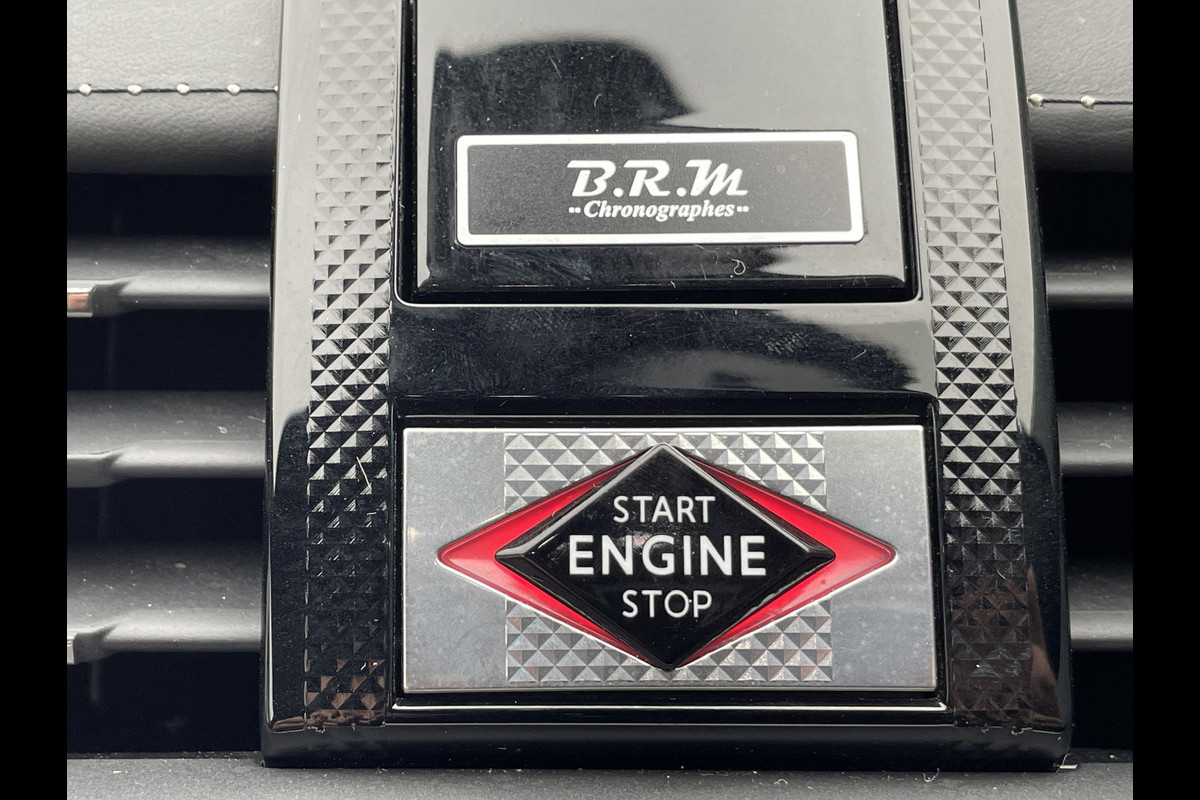 B.R.M
Chronographes
START
ENGINE
STOP